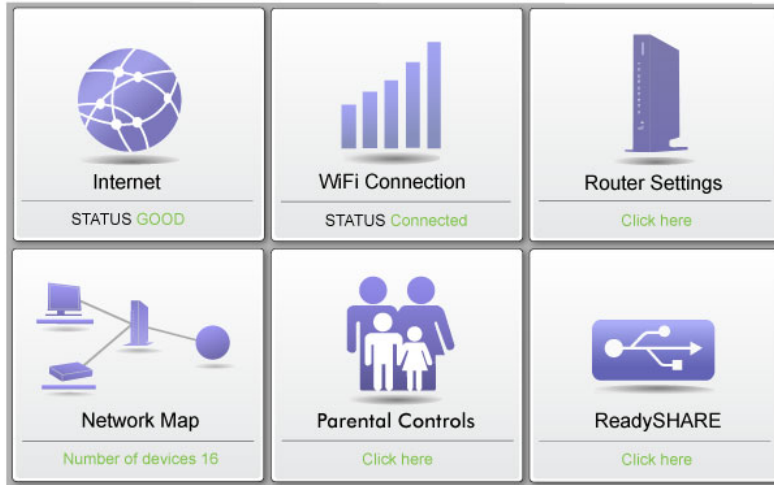 Internet
STATUS GOOD
WiFi Connection
STATUS Connected
Router Settings
Click here
Network Map
Number of devices 16
Parental Controls
Click here
ReadySHARE
Click here